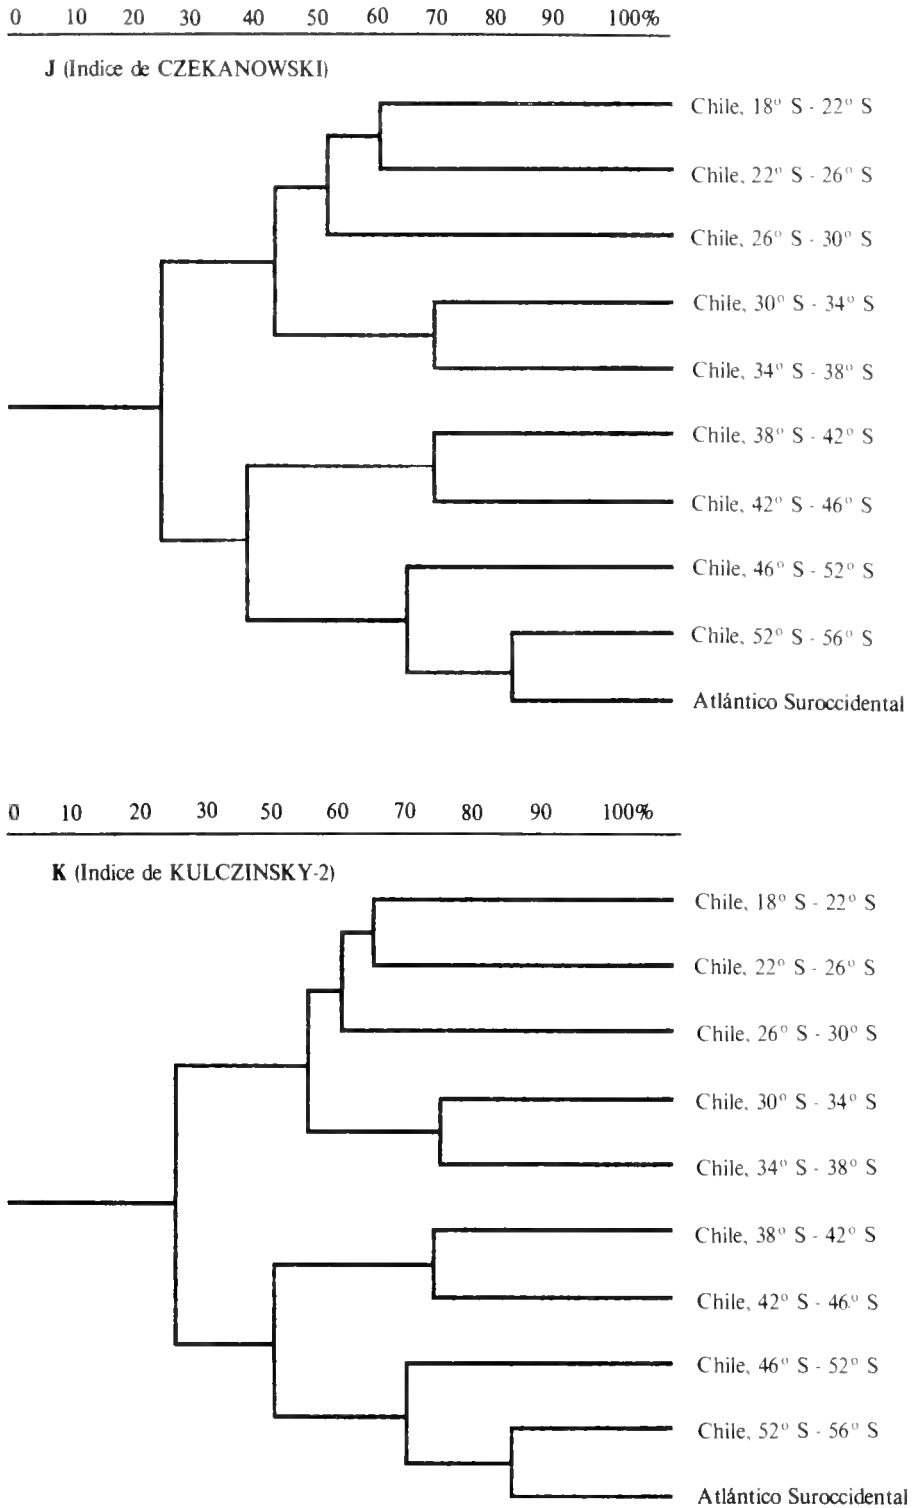 0 10 20 30 40 50 60 70 80 90 100%
J (Indice de CZEKANOWSKI)
Chile, 18° S - 22° S
Chile, 22° S - 26° S
Chile, 26° S - 30° S
Chile, 30° S - 34° S
Chile, 34° S - 38° S
Chile, 38° S - 42° S
Chile, 42° S - 46° S
Chile, 46° S - 52° S
Chile, 52° S - 56° S
Atlántico Suroccidental
0 10 20 30 50 60 70 80 90 100%
K (Indice de KULCZINSKY-2)
Chile, 18° S - 22° S
Chile, 22° S - 26° S
Chile, 26° S - 30° S
Chile, 30° S - 34° S
Chile, 34° S - 38° S
Chile, 38° S - 42° S
Chile, 42° S - 46° S
Chile, 46° S - 52° S
Chile, 52° S - 56° S
Atlántico Suroccidental